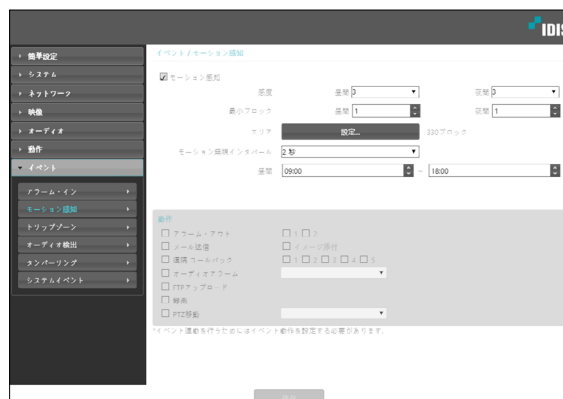 IDIS
簡単設定
システム
ネットワーク
映像
オーディオ
動作
イベント
アラーム・イン
モーション感知
トリップゾーン
オーディオ検出
タンパーリング
システムイベント
イベント / モーション感知
モーション感知
感度 昼間 3 夜間 3
最小ブロック 昼間 1 夜間 1
エリア 設定... 330ブロック
モーション無視インタバール 2 秒
昼間 09:00 ~ 18:00
動作
アラーム・アウト 1 2
メール送信 イメージ添付
遠隔 コールバック 1 2 3 4 5
オーディオアラーム
FTPアップロード
録画
PTZ移動
*イベント連動を行うためにはイベント動作を設定する必要があります。